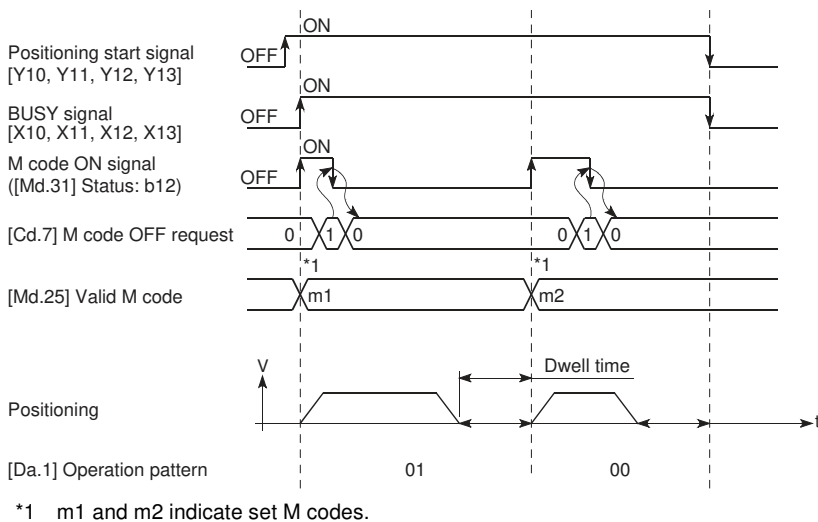 ON
Positioning start signal
[Y10, Y11, Y12, Y13]
OFF
ON
BUSY signal
[X10, X11, X12, X13]
OFF
ON
M code ON signal
([Md.31] Status: b12)
OFF
[Cd.7] M code OFF request 0 1 0 0 1 0
*1 *1
[Md.25] Valid M code m1 m2
V Dwell time
Positioning
t
[Da.1] Operation pattern 01 00
*1 m1 and m2 indicate set M codes.